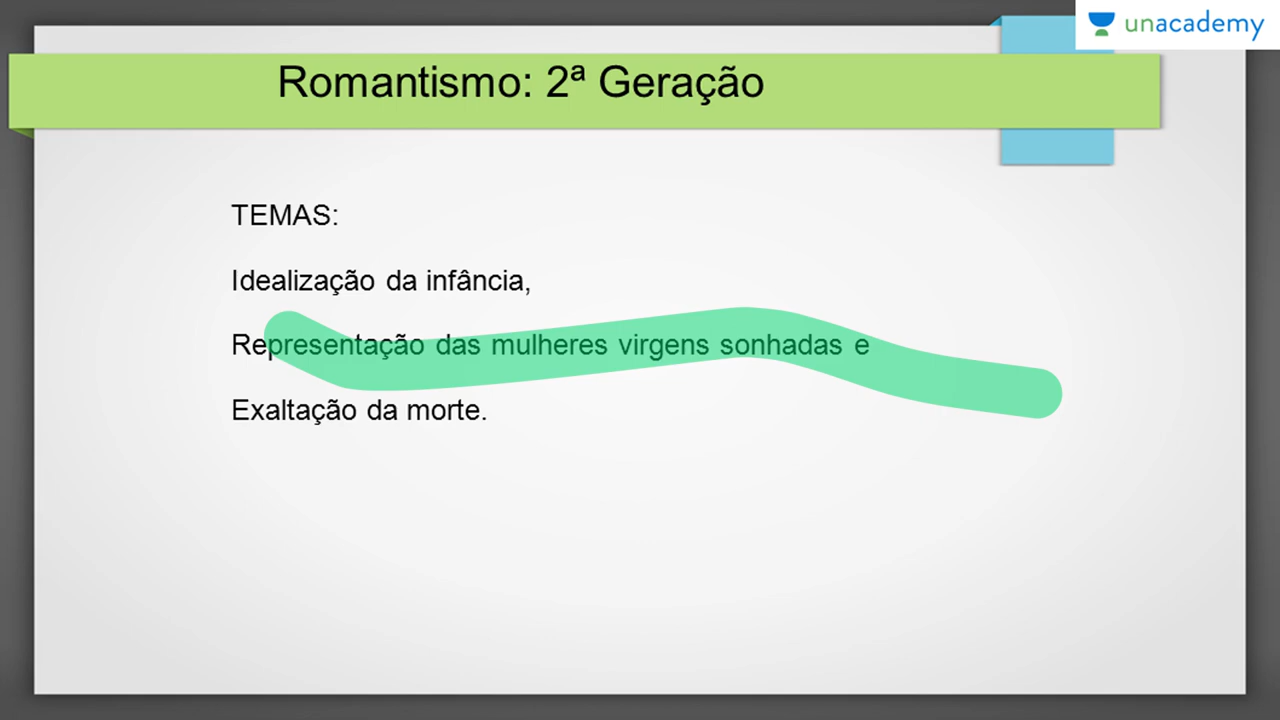 unacademy
Romantismo: 2ª Geração
TEMAS:
Idealização da infância,
Representação das mulheres virgens sonhadas e
Exaltação da morte.